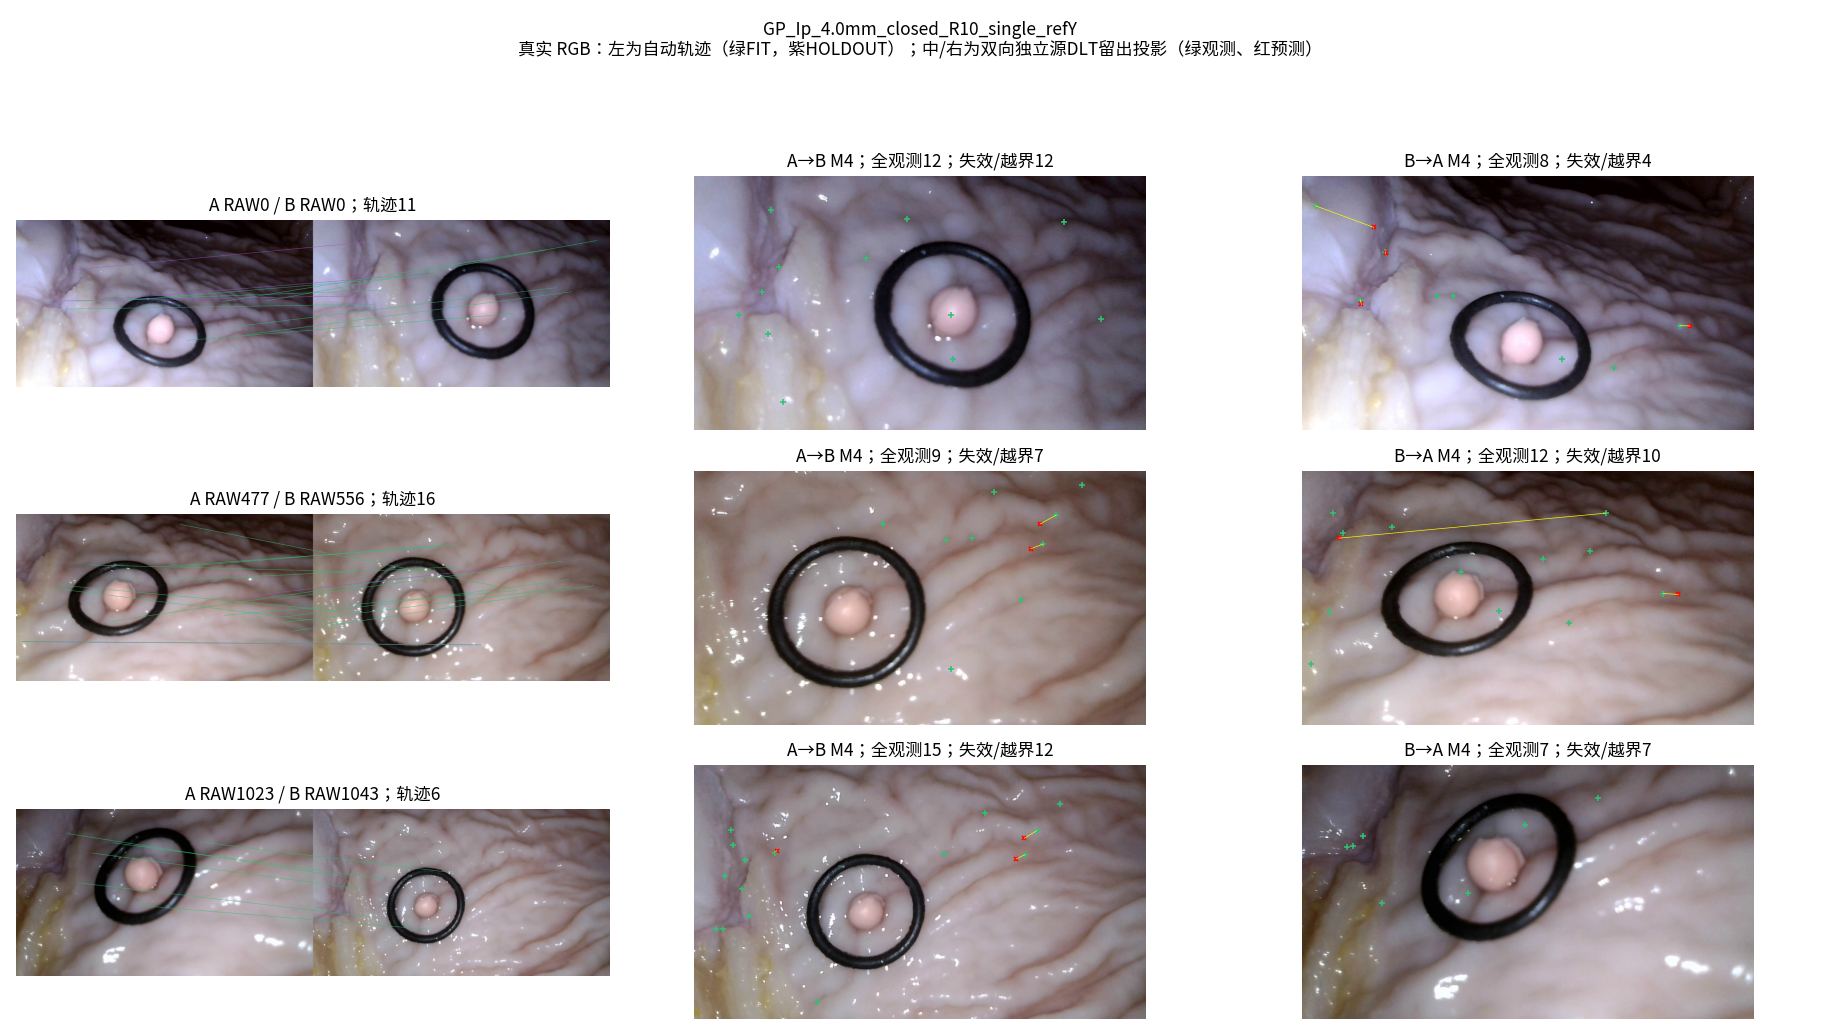 GP_Ip_4.0mm_closed_R10_single_refY
真实 RGB：左为自动轨迹（绿FIT，紫HOLDOUT）；中/右为双向独立源DLT留出投影（绿观测、红预测）
A RAW0 / B RAW0；轨迹11
A→B M4；全观测12；失效/越界12
B→A M4；全观测8；失效/越界4
A RAW477 / B RAW556；轨迹16
A→B M4；全观测9；失效/越界7
B→A M4；全观测12；失效/越界10
A RAW1023 / B RAW1043；轨迹6
A→B M4；全观测15；失效/越界12
B→A M4；全观测7；失效/越界7